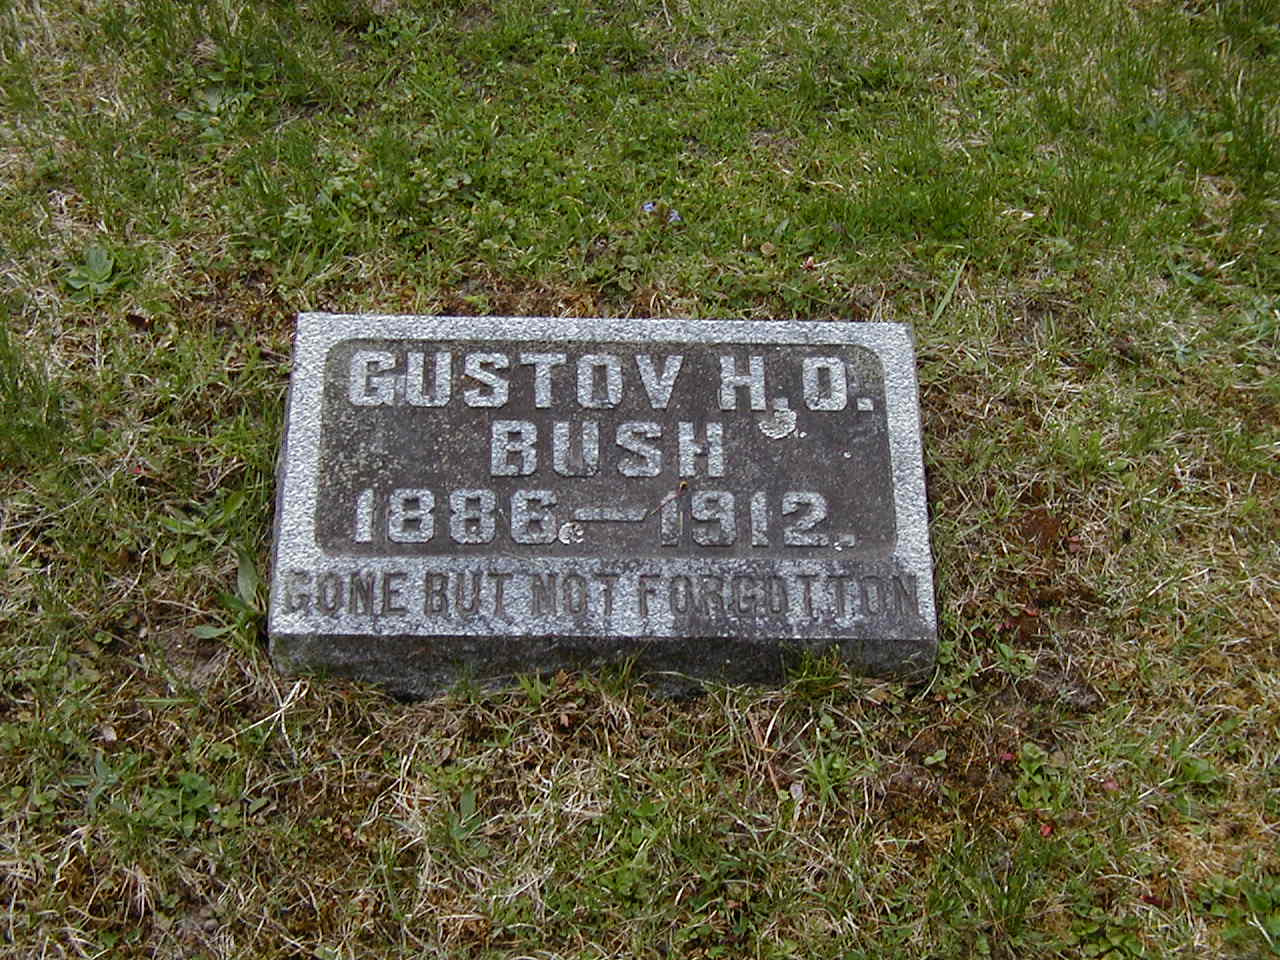 GUSTOV H.O.
BUSH
1886.—1912.
GONE BUT NOT FORGOTTON